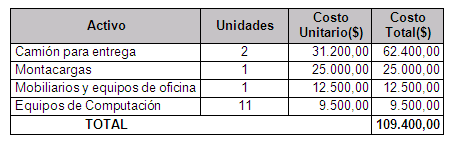 Activo Unidades Costo Unitario($) Costo Total($)
Camión para entrega 2 31.200,00 62.400,00
Montacargas 1 25.000,00 25.000,00
Mobiliarios y equipos de oficina 1 12.500,00 12.500,00
Equipos de Computación 11 9.500,00 9.500,00
TOTAL 109.400,00